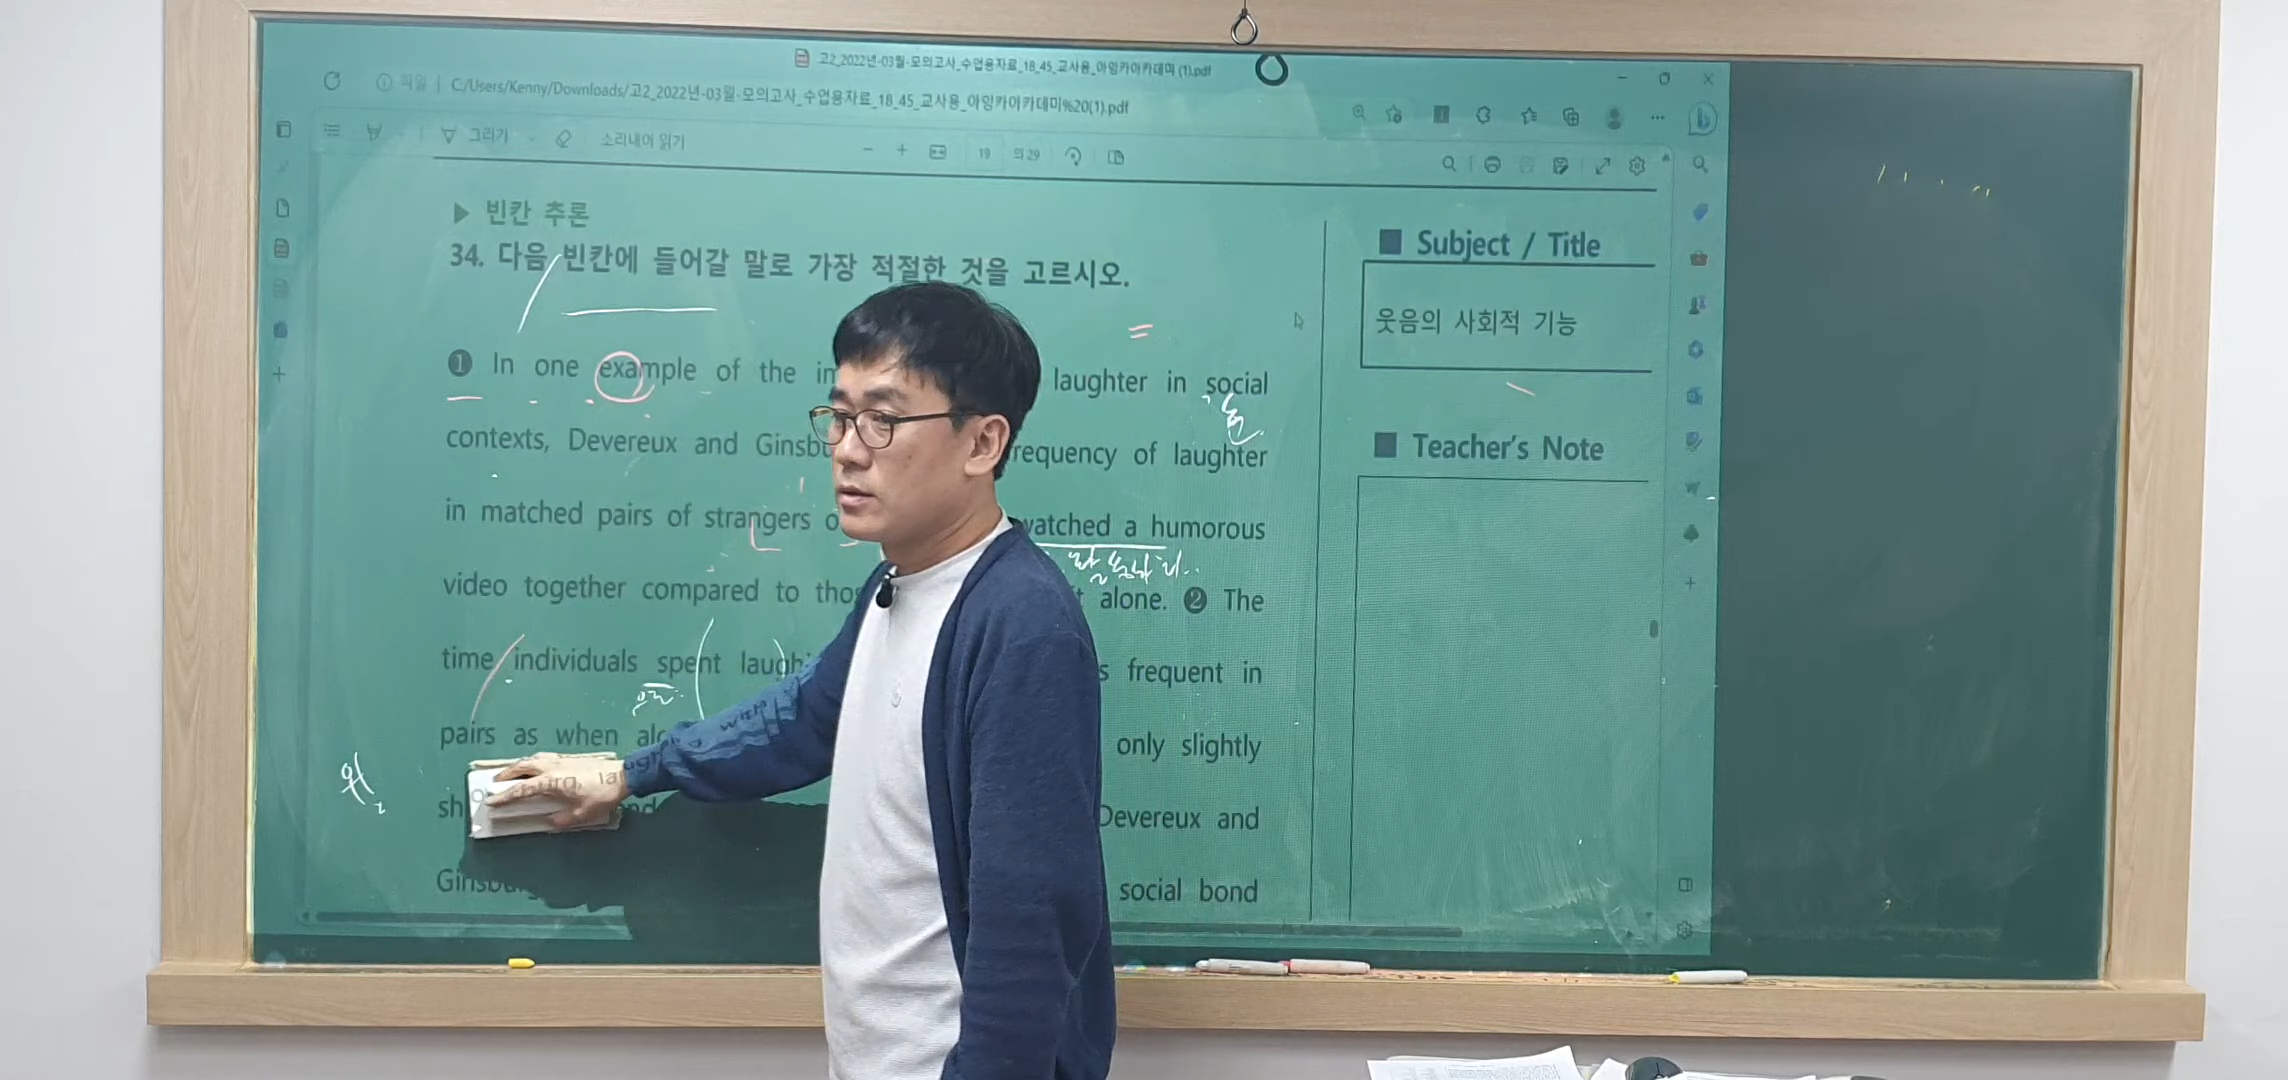 고2_2022년-03월-모의고사_수업용자료_18_45_교사용_아잉카아카데미 (1).pdf
파일 | C:/Users/Kenny/Downloads/고2_2022년-03월-모의고사_수업용자료_18_45_교사용_아잉카아카데미%20(1).pdf
그리기 소리내어 읽기 − + 19 의 29
▶ 빈칸 추론
34. 다음 빈칸에 들어갈 말로 가장 적절한 것을 고르시오.
❶ In one example of the laughter in social
contexts, Devereux and frequency of laughter
in matched pairs of strangers watched a humorous
video together compared to alone. ❷ The
time individuals spent frequent in
pairs as when only slightly
Devereux and
social bond
■ Subject / Title
웃음의 사회적 기능
■ Teacher's Note